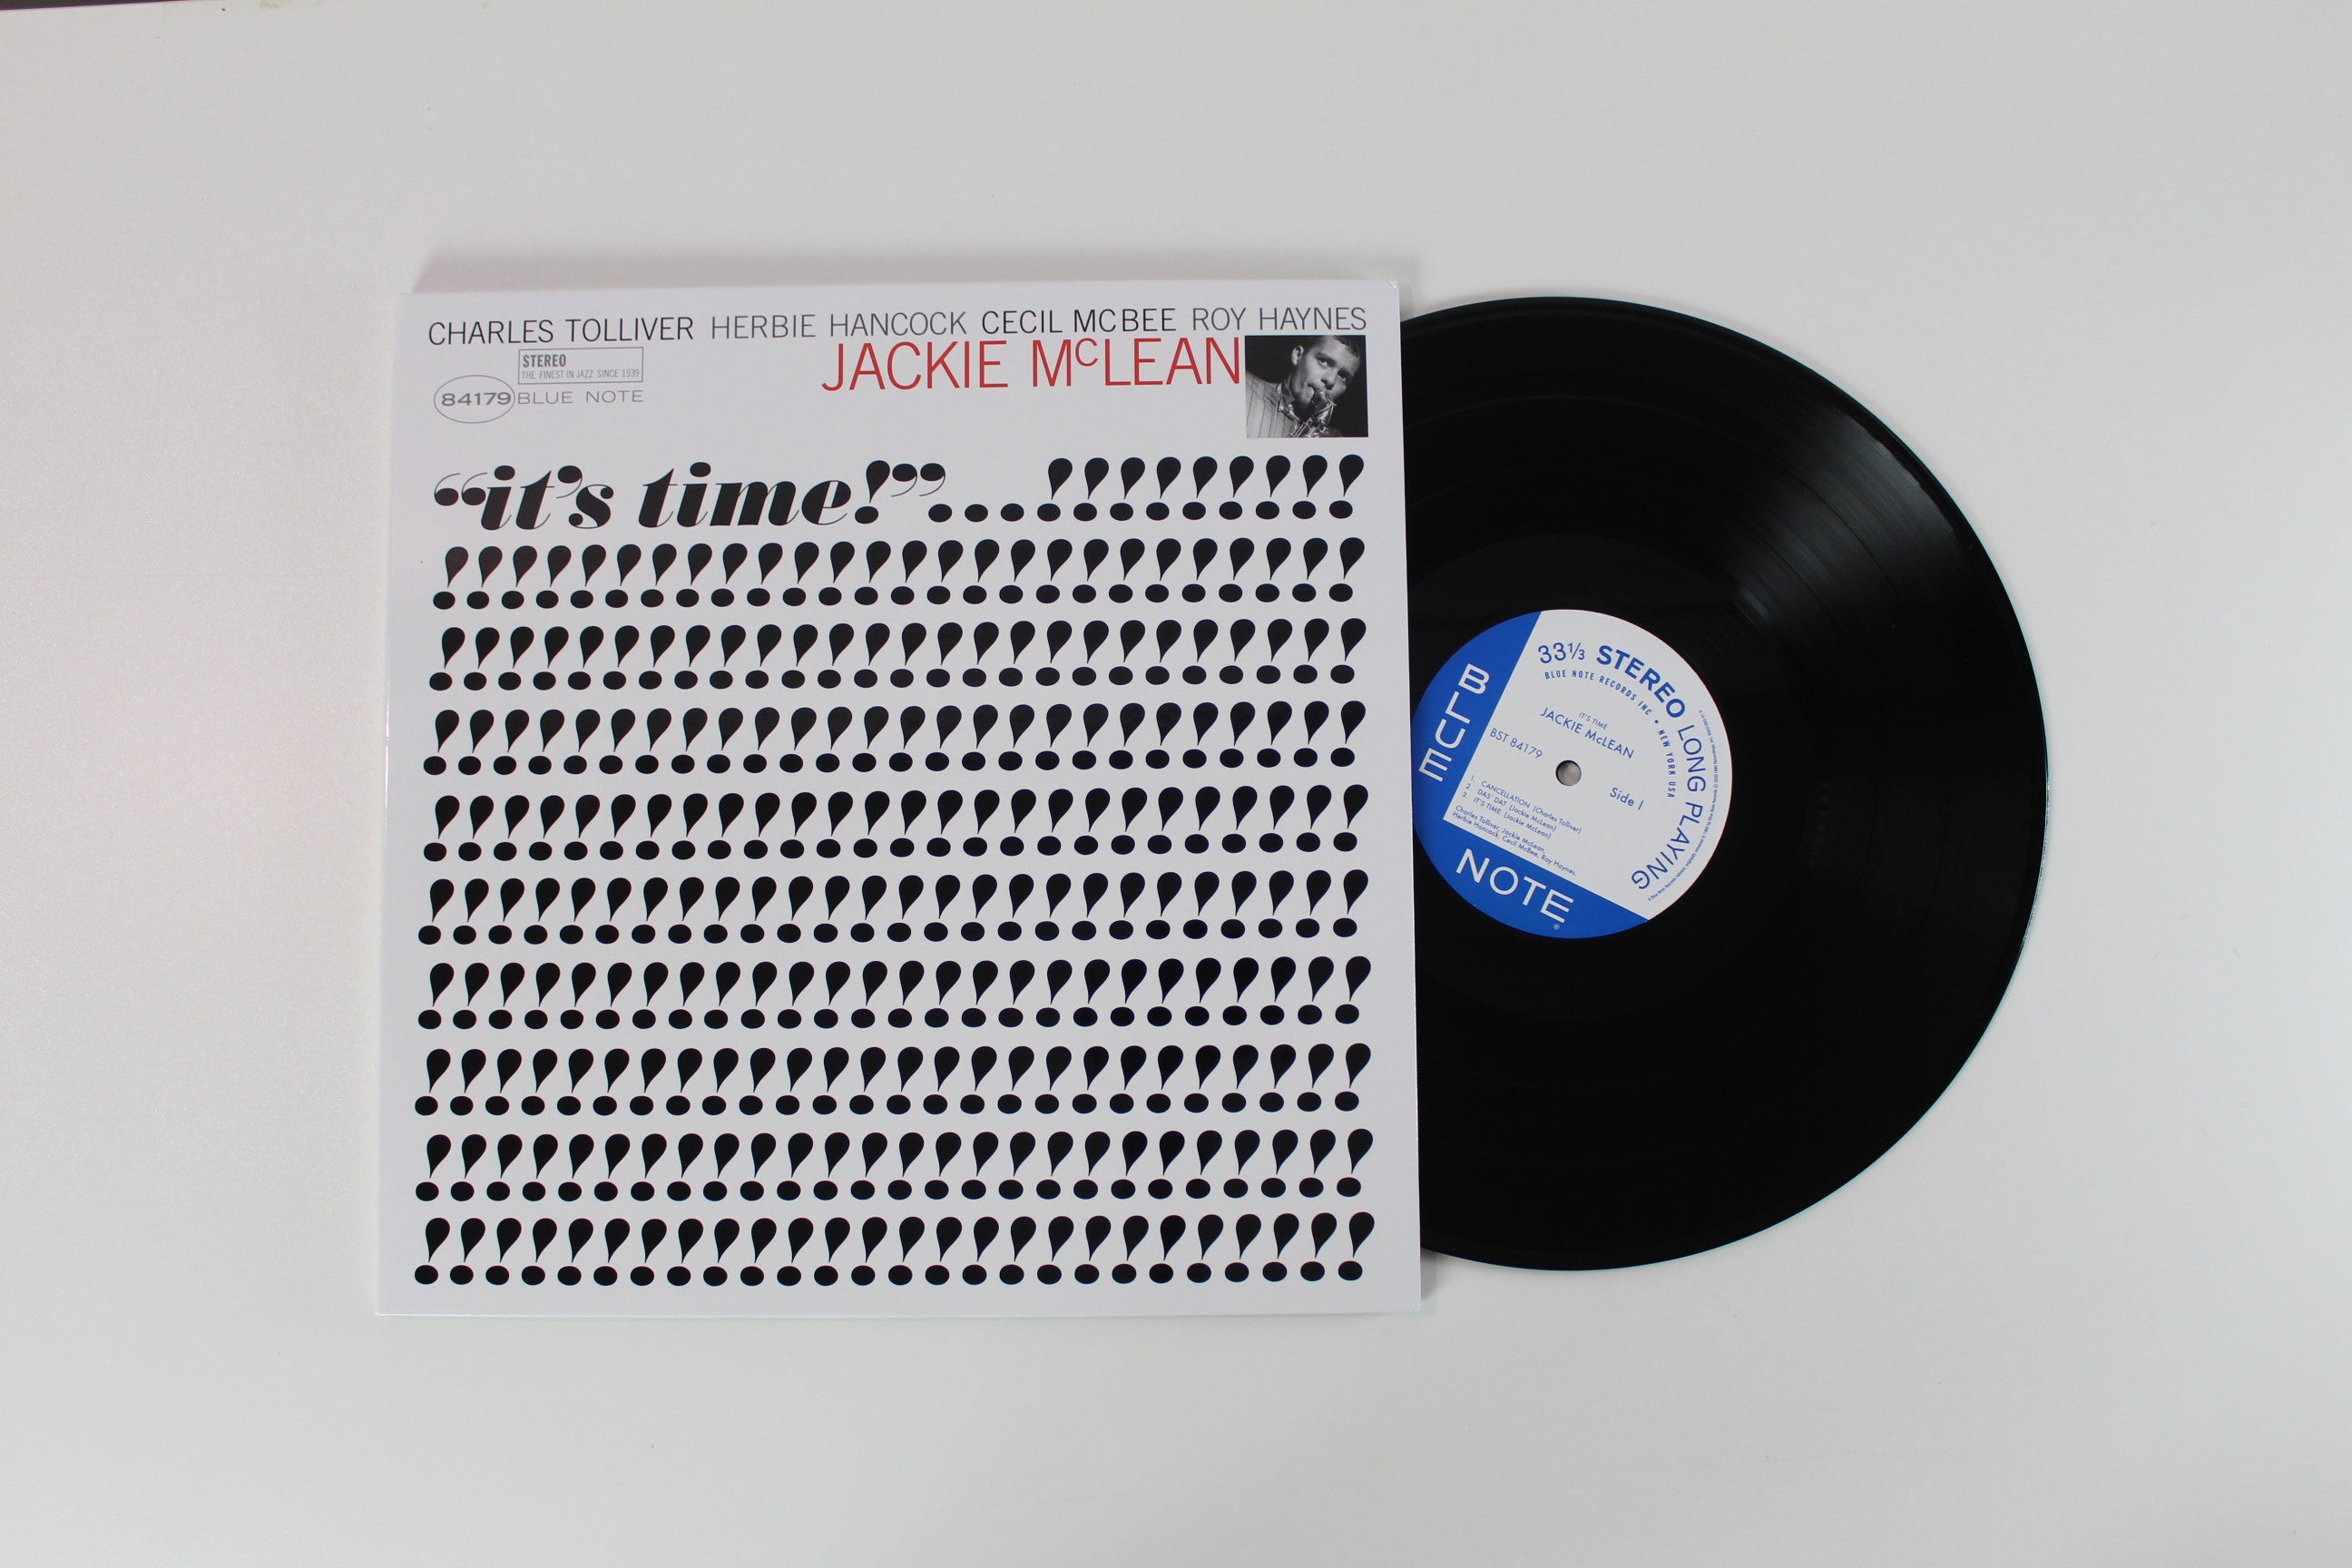 CHARLES TOLLIVER HERBIE HANCOCK CECIL MCBEE ROY HAYNES
JACKIE McLEAN
STEREO
THE FINEST IN JAZZ SINCE 1939
84179 BLUE NOTE
“it’s time!”...!!!!!!!!!
!!!!!!!!!!!!!!!!!!!!!!!!!!
!!!!!!!!!!!!!!!!!!!!!!!!!!
!!!!!!!!!!!!!!!!!!!!!!!!!!
!!!!!!!!!!!!!!!!!!!!!!!!!!
!!!!!!!!!!!!!!!!!!!!!!!!!!
!!!!!!!!!!!!!!!!!!!!!!!!!!
!!!!!!!!!!!!!!!!!!!!!!!!!!
!!!!!!!!!!!!!!!!!!!!!!!!!!
!!!!!!!!!!!!!!!!!!!!!!!!!!
33 1/3 STEREO LONG PLAYING
BLUE NOTE RECORDS INC • NEW YORK USA
IT'S TIME
JACKIE McLEAN
BST 84179
Side 1
1. CANCELLATION (Charles Tolliver)
2. DAS' DAT (Jackie McLean)
3. IT'S TIME (Jackie McLean)
Charles Tolliver, Jackie McLean,
Herbie Hancock, Cecil McBee, Roy Haynes.
BLUE
NOTE®